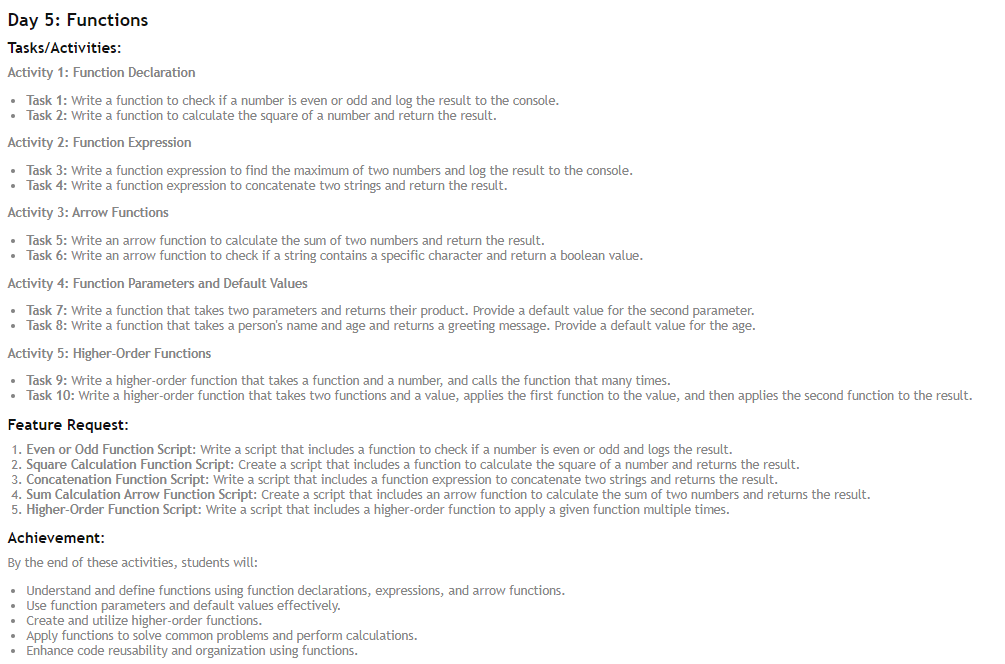 Day 5: Functions
Tasks/Activities:
Activity 1: Function Declaration
• Task 1: Write a function to check if a number is even or odd and log the result to the console.
• Task 2: Write a function to calculate the square of a number and return the result.
Activity 2: Function Expression
• Task 3: Write a function expression to find the maximum of two numbers and log the result to the console.
• Task 4: Write a function expression to concatenate two strings and return the result.
Activity 3: Arrow Functions
• Task 5: Write an arrow function to calculate the sum of two numbers and return the result.
• Task 6: Write an arrow function to check if a string contains a specific character and return a boolean value.
Activity 4: Function Parameters and Default Values
• Task 7: Write a function that takes two parameters and returns their product. Provide a default value for the second parameter.
• Task 8: Write a function that takes a person's name and age and returns a greeting message. Provide a default value for the age.
Activity 5: Higher-Order Functions
• Task 9: Write a higher-order function that takes a function and a number, and calls the function that many times.
• Task 10: Write a higher-order function that takes two functions and a value, applies the first function to the value, and then applies the second function to the result.
Feature Request:
1. Even or Odd Function Script: Write a script that includes a function to check if a number is even or odd and logs the result.
2. Square Calculation Function Script: Create a script that includes a function to calculate the square of a number and returns the result.
3. Concatenation Function Script: Write a script that includes a function expression to concatenate two strings and returns the result.
4. Sum Calculation Arrow Function Script: Create a script that includes an arrow function to calculate the sum of two numbers and returns the result.
5. Higher-Order Function Script: Write a script that includes a higher-order function to apply a given function multiple times.
Achievement:
By the end of these activities, students will:
• Understand and define functions using function declarations, expressions, and arrow functions.
• Use function parameters and default values effectively.
• Create and utilize higher-order functions.
• Apply functions to solve common problems and perform calculations.
• Enhance code reusability and organization using functions.